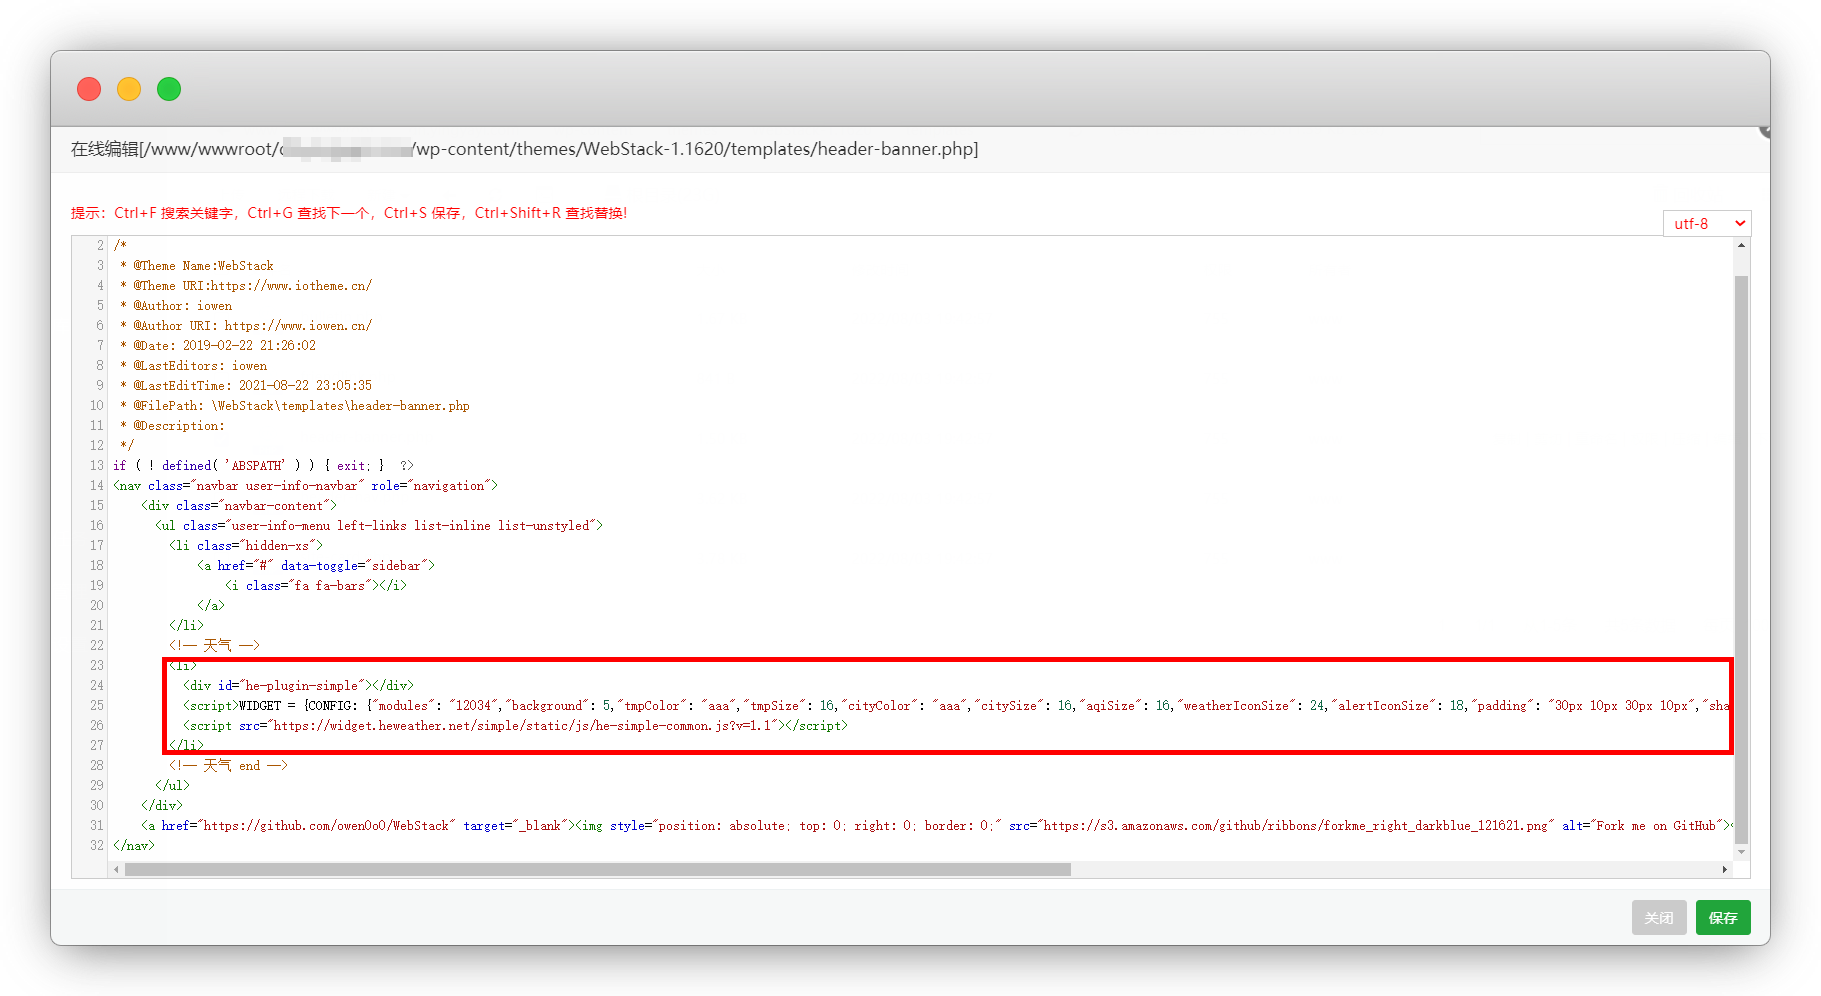 在线编辑[/www/wwwroot/ /wp-content/themes/WebStack-1.1620/templates/header-banner.php]
提示：Ctrl+F 搜索关键字，Ctrl+G 查找下一个，Ctrl+S 保存，Ctrl+Shift+R 查找替换!
utf-8
2 /*
3  * @Theme Name:WebStack
4  * @Theme URI:https://www.iotheme.cn/
5  * @Author: iowen
6  * @Author URI: https://www.iowen.cn/
7  * @Date: 2019-02-22 21:26:02
8  * @LastEditors: iowen
9  * @LastEditTime: 2021-08-22 23:05:35
10  * @FilePath: \WebStack\templates\header-banner.php
11  * @Description:
12  */
13 if ( ! defined( 'ABSPATH' ) ) { exit; }  ?>
14 <nav class="navbar user-info-navbar" role="navigation">
15     <div class="navbar-content">
16       <ul class="user-info-menu left-links list-inline list-unstyled">
17         <li class="hidden-xs">
18             <a href="#" data-toggle="sidebar">
19                 <i class="fa fa-bars"></i>
20             </a>
21         </li>
22         <!-- 天气 -->
23         <li>
24           <div id="he-plugin-simple"></div>
25           <script>WIDGET = {CONFIG: {"modules": "12034","background": 5,"tmpColor": "aaa","tmpSize": 16,"cityColor": "aaa","citySize": 16,"aqiSize": 16,"weatherIconSize": 24,"alertIconSize": 18,"padding": "30px 10px 30px 10px","sha
26           <script src="https://widget.heweather.net/simple/static/js/he-simple-common.js?v=1.1"></script>
27         </li>
28         <!-- 天气 end -->
29       </ul>
30     </div>
31     <a href="https://github.com/owen0o0/WebStack" target="_blank"><img style="position: absolute; top: 0; right: 0; border: 0;" src="https://s3.amazonaws.com/github/ribbons/forkme_right_darkblue_121621.png" alt="Fork me on GitHub"><
32 </nav>
关闭 保存